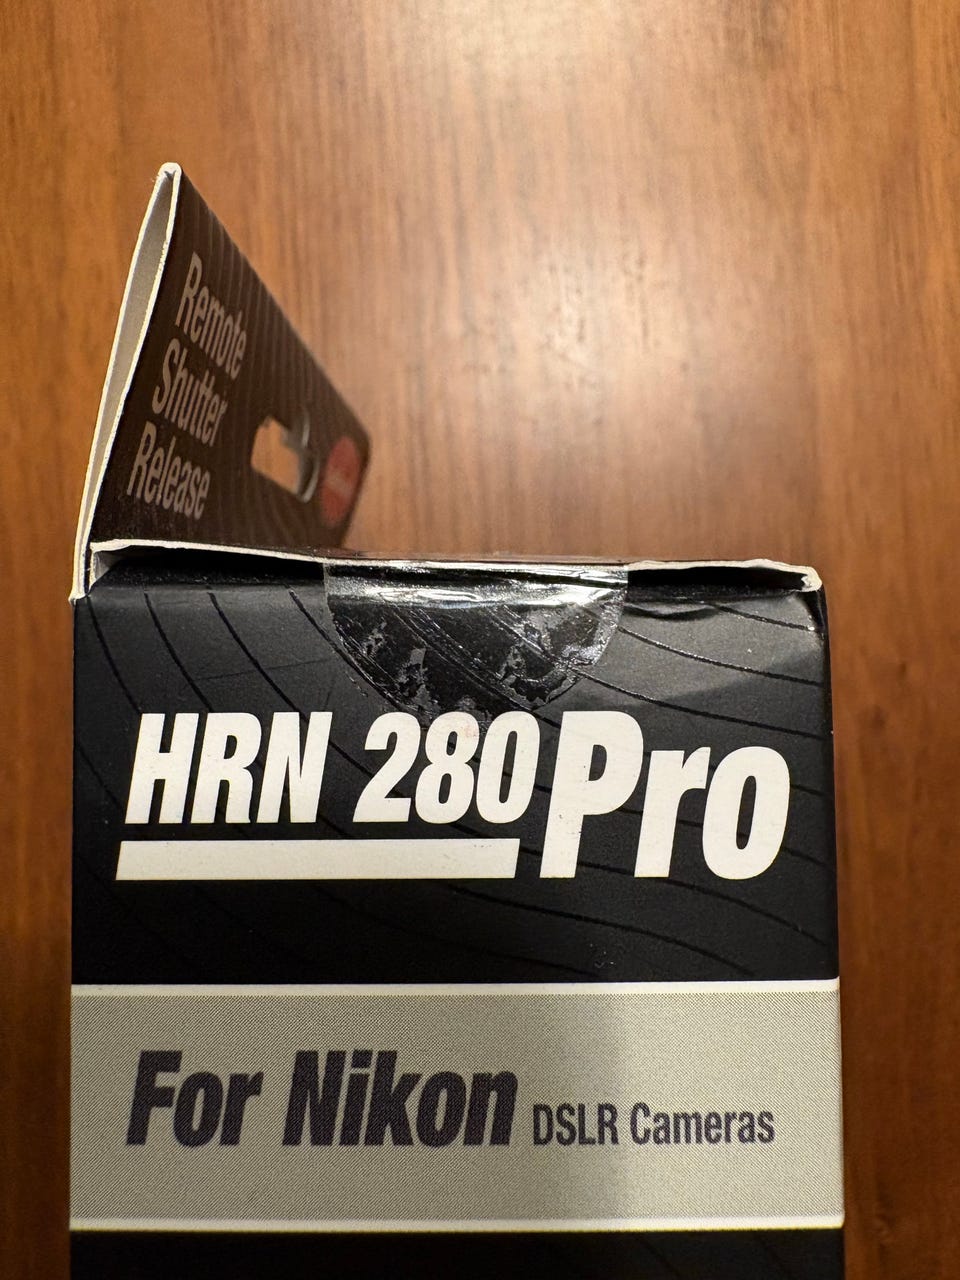 Remote
Shutter
Release
HRN 280 Pro
For Nikon DSLR Cameras